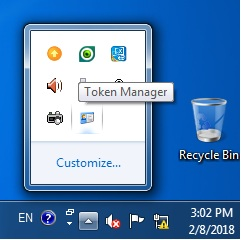 Token Manager
Recycle Bin
Customize...
EN
3:02 PM
2/8/2018